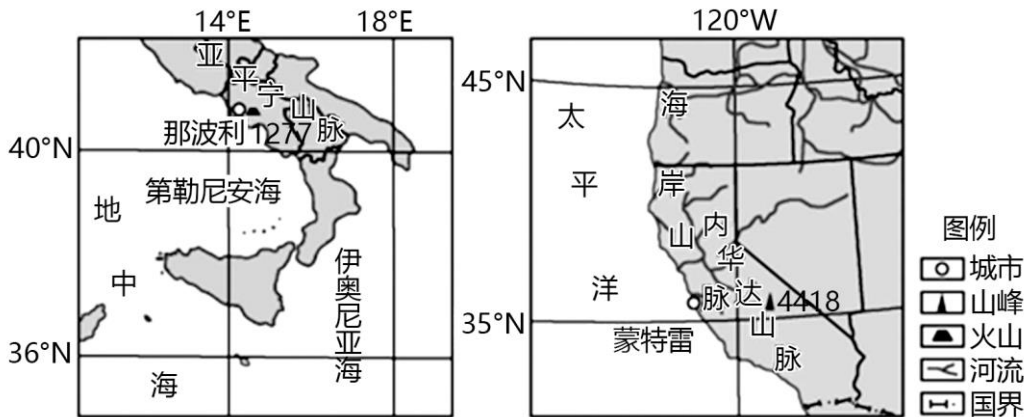 14°E 18°E
亚平宁山脉
那波利 1277
40°N
第勒尼安海
地中海
伊奥尼亚海
36°N
120°W
45°N
太平洋
海岸山脉
内华达山脉
4418
35°N
蒙特雷
图例
城市
山峰
火山
河流
国界